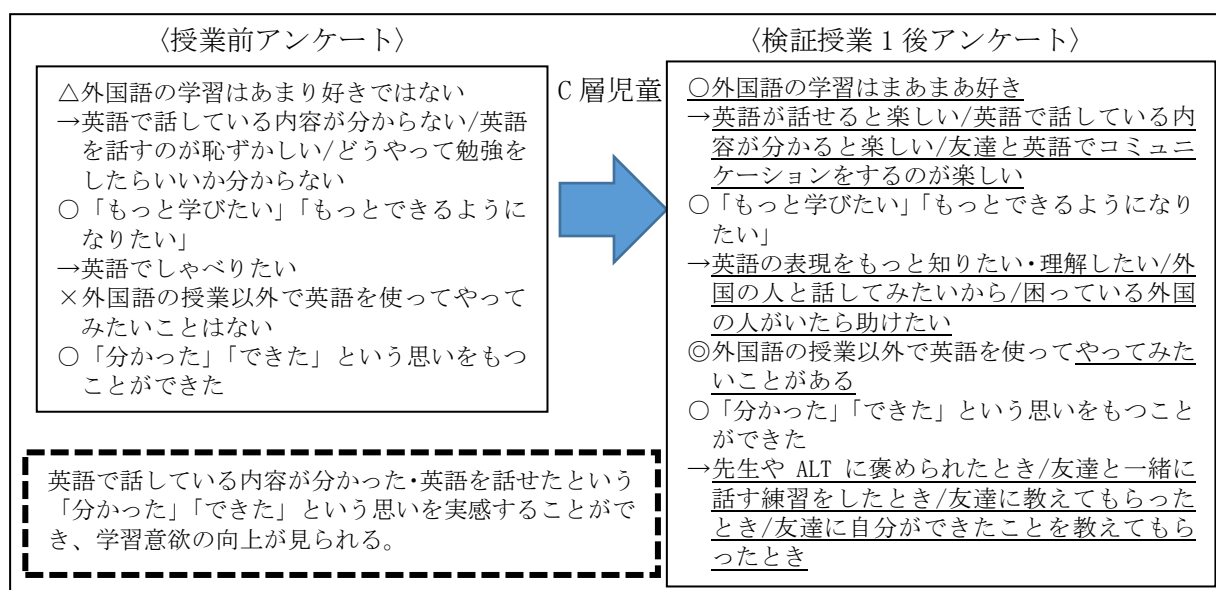 〈授業前アンケート〉
△外国語の学習はあまり好きではない
→英語で話している内容が分からない/英語
を話すのが恥ずかしい/どうやって勉強を
したらいいか分からない
○「もっと学びたい」「もっとできるように
なりたい」
→英語でしゃべりたい
×外国語の授業以外で英語を使ってやって
みたいことはない
○「分かった」「できた」という思いをもつ
ことができた
C 層児童
〈検証授業 1 後アンケート〉
○外国語の学習はまあまあ好き
→英語が話せると楽しい/英語で話している内
容が分かると楽しい/友達と英語でコミュニ
ケーションをするのが楽しい
○「もっと学びたい」「もっとできるようになり
たい」
→英語の表現をもっと知りたい・理解したい/外
国の人と話してみたいから/困っている外国
の人がいたら助けたい
◎外国語の授業以外で英語を使ってやってみた
いことがある
○「分かった」「できた」という思いをもつこと
ができた
→先生や ALT に褒められたとき/友達と一緒に
話す練習をしたとき/友達に教えてもらった
とき/友達に自分ができたことを教えてもら
ったとき
英語で話している内容が分かった・英語を話せたという
「分かった」「できた」という思いを実感することがで
き、学習意欲の向上が見られる。